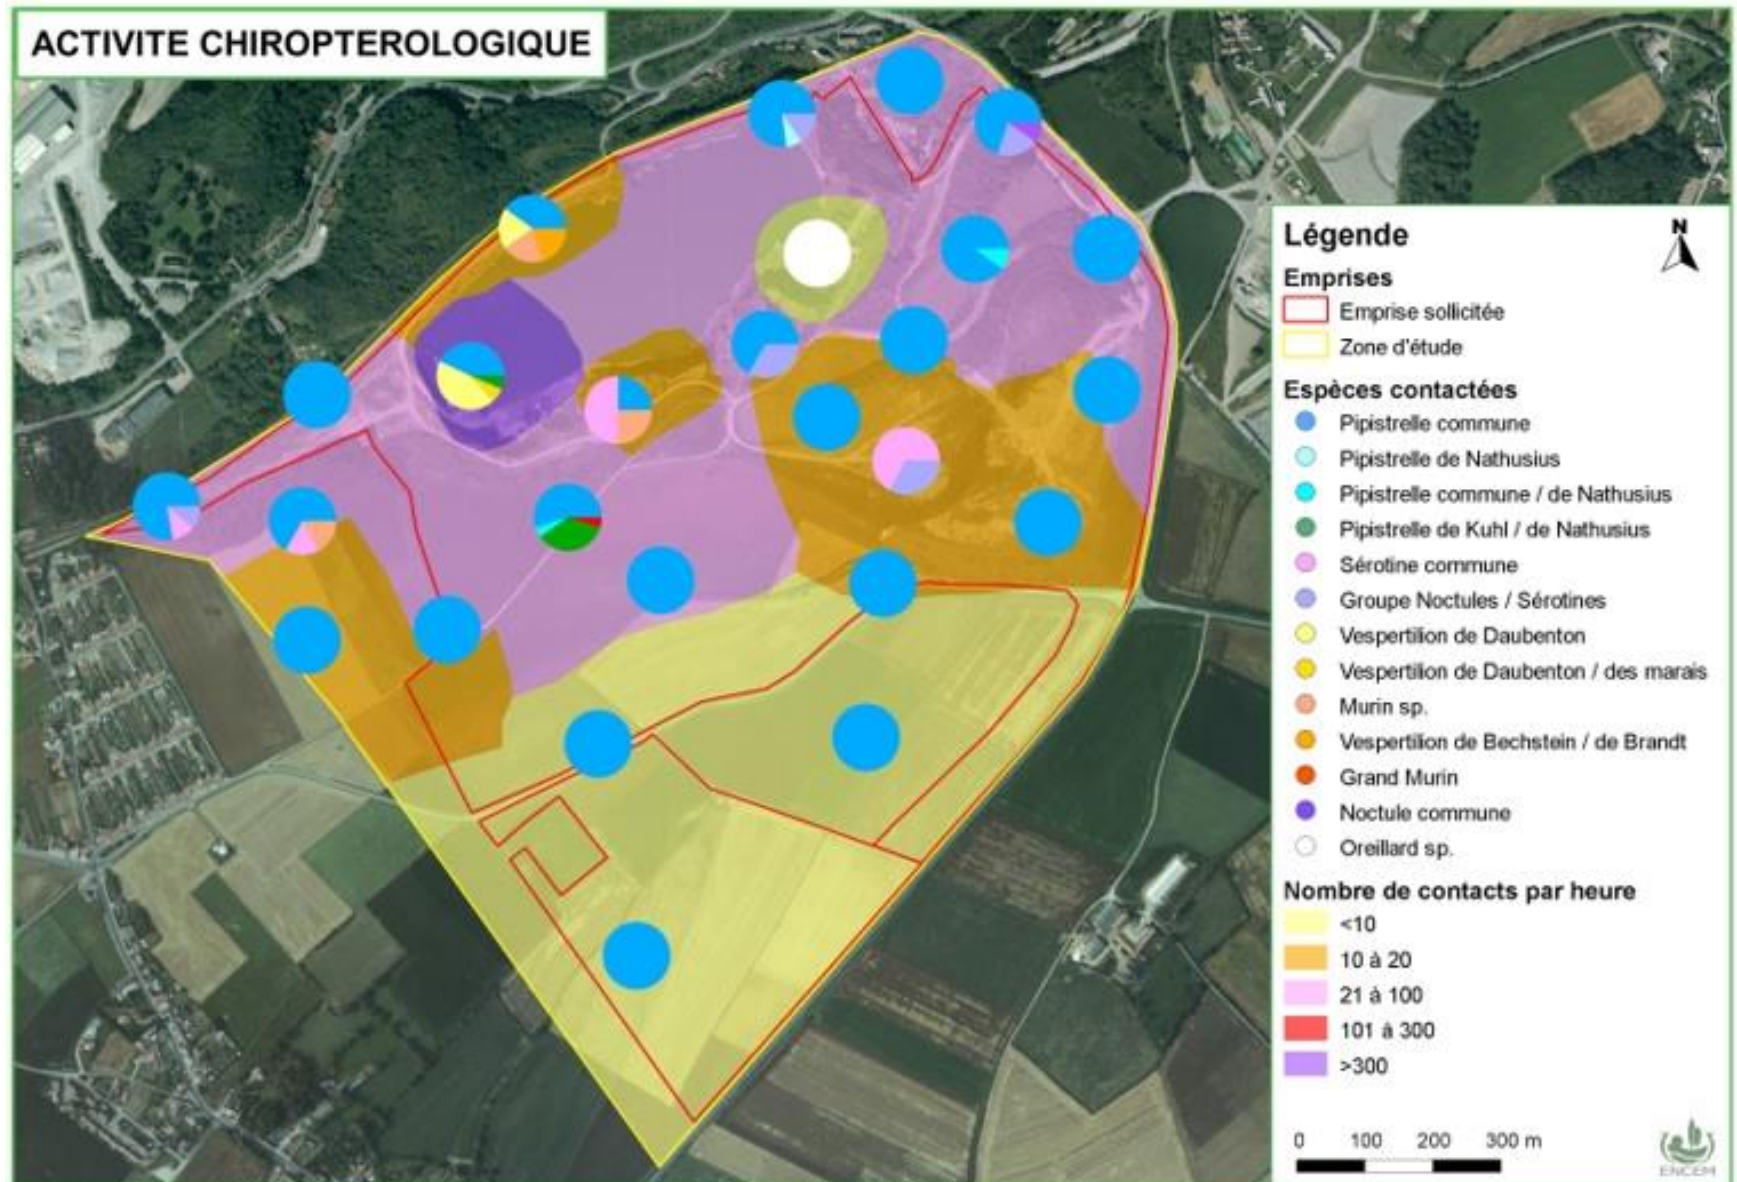 ACTIVITE CHIROPTEROLOGIQUE
Légende
N
Emprises
Emprise sollicitée
Zone d'étude
Espèces contactées
Pipistrelle commune
Pipistrelle de Nathusius
Pipistrelle commune / de Nathusius
Pipistrelle de Kuhl / de Nathusius
Sérotine commune
Groupe Noctules / Sérotines
Vespertilion de Daubenton
Vespertilion de Daubenton / des marais
Murin sp.
Vespertilion de Bechstein / de Brandt
Grand Murin
Noctule commune
Oreillard sp.
Nombre de contacts par heure
<10
10 à 20
21 à 100
101 à 300
>300
0 100 200 300 m
ENCEM